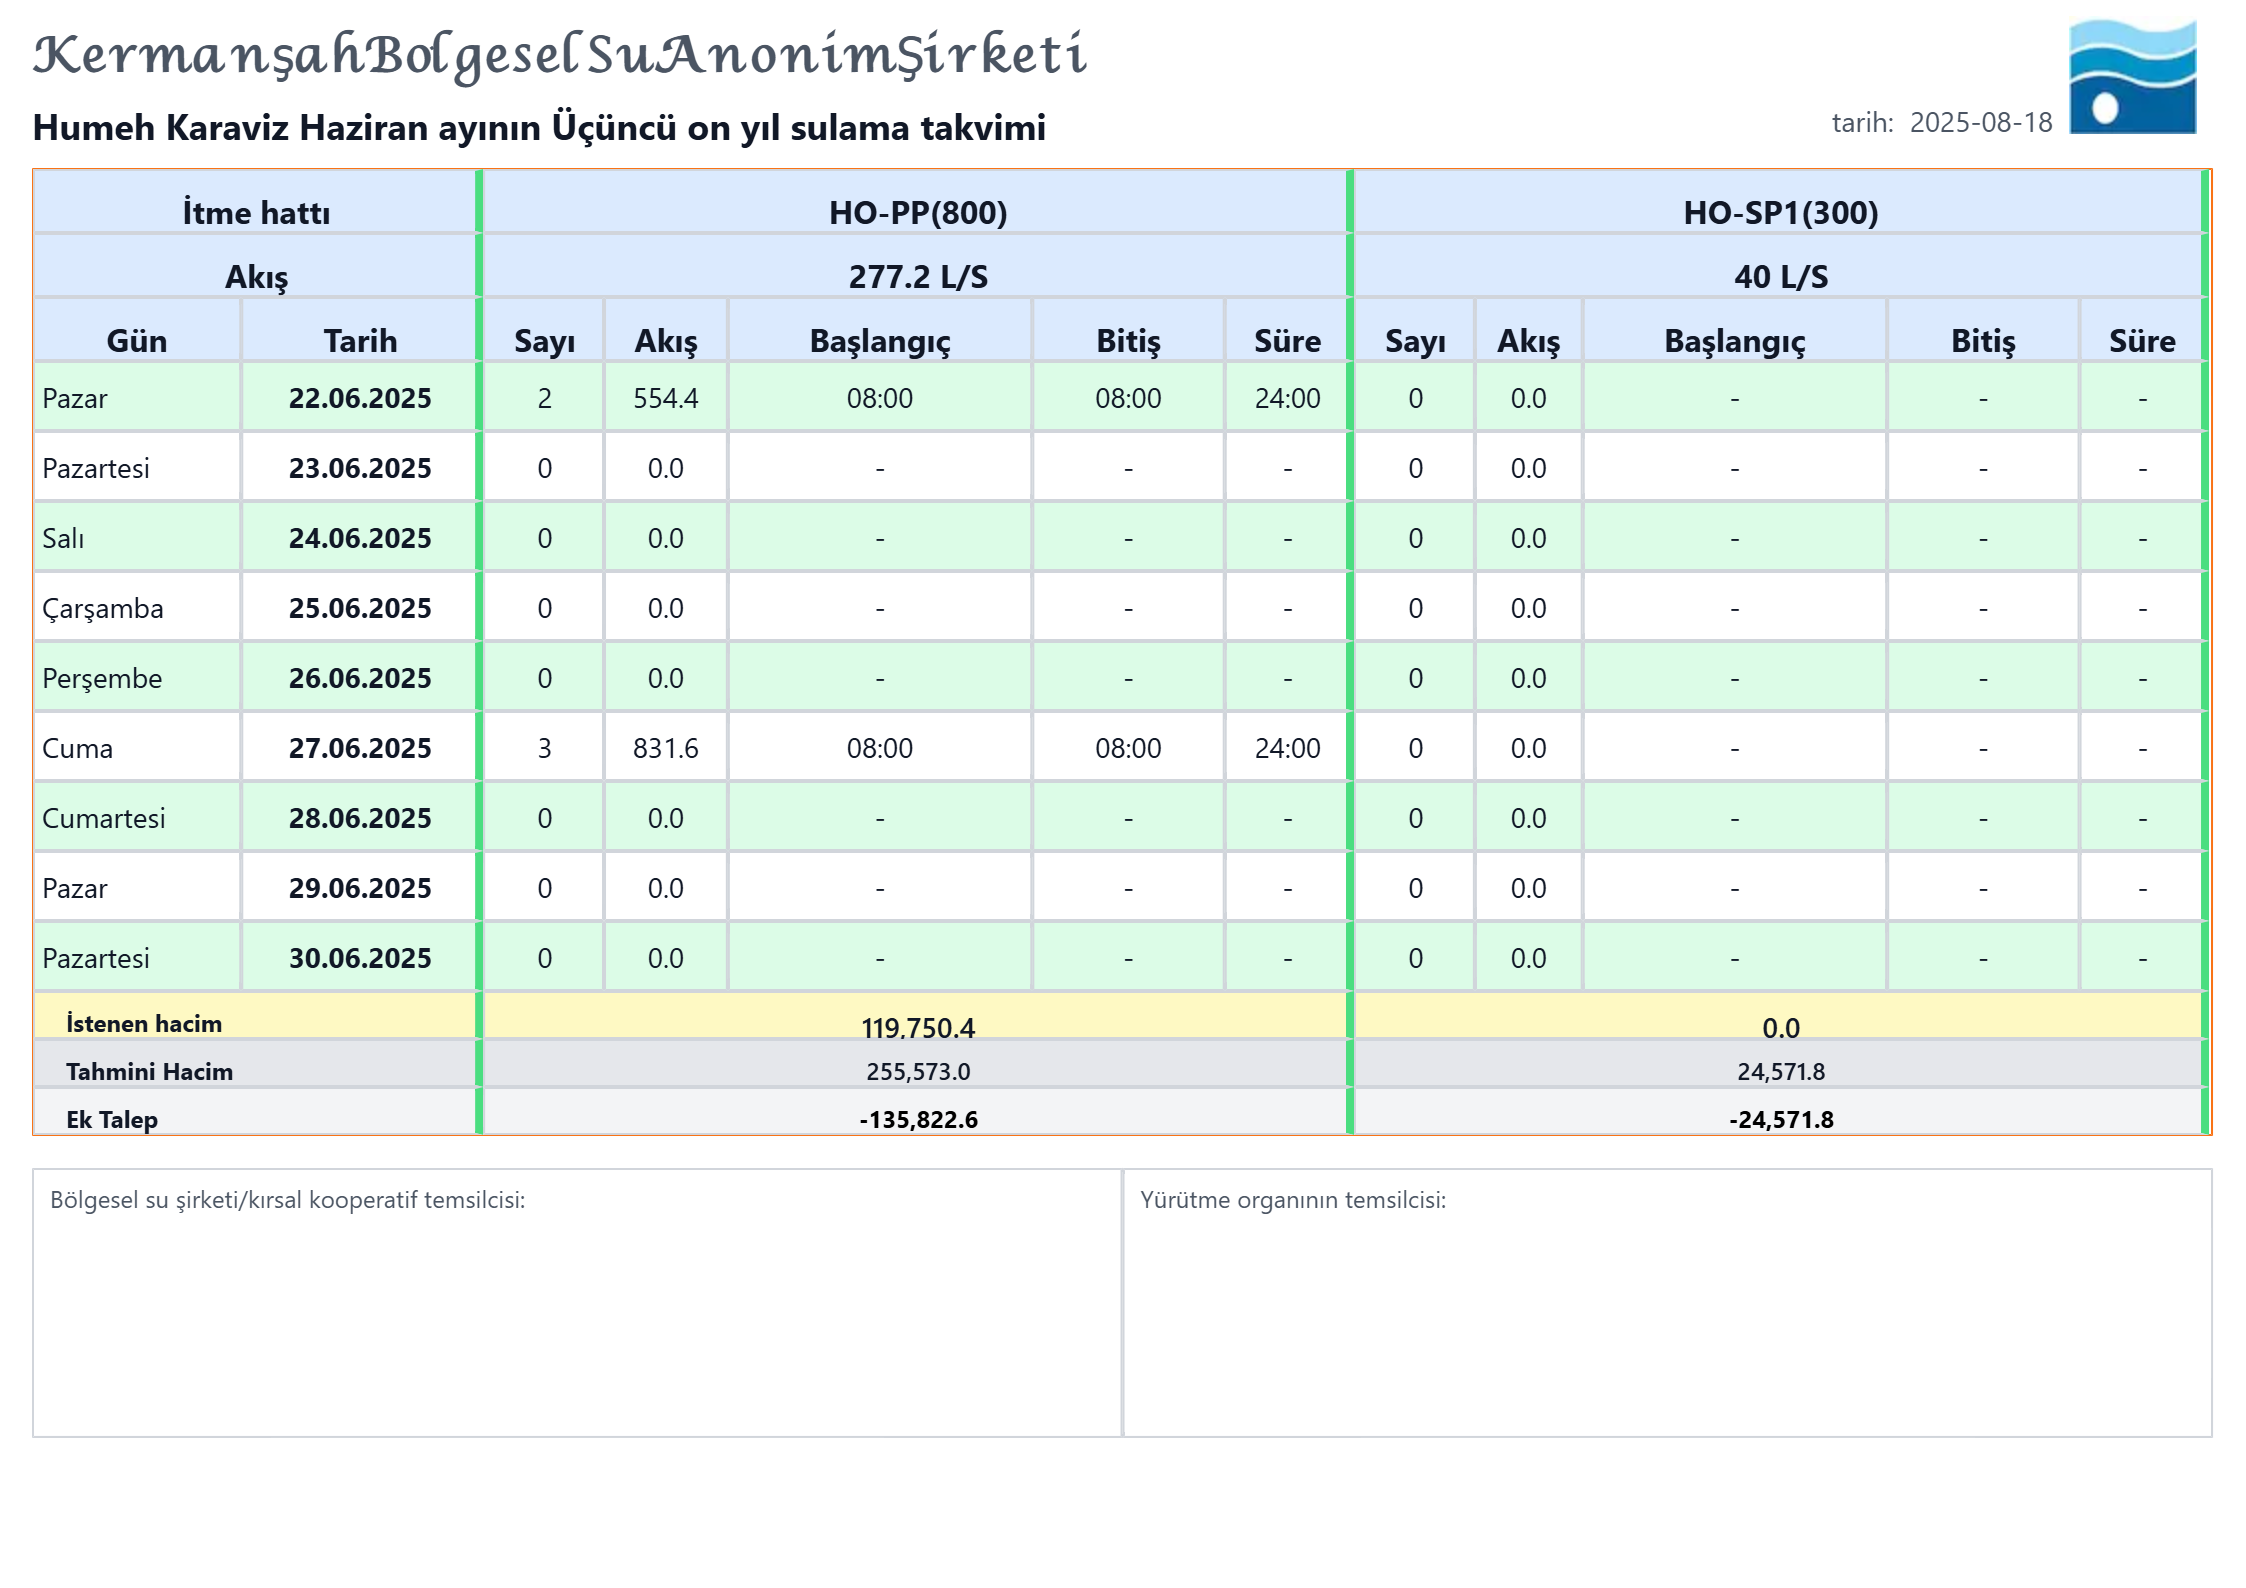 KermanşahBölgeselSuAnonimŞirketi
Humeh Karaviz Haziran ayının Üçüncü on yıl sulama takvimi
tarih: 2025-08-18
İtme hattı HO-PP(800) HO-SP1(300)
Akış 277.2 L/S 40 L/S
Gün Tarih Sayı Akış Başlangıç Bitiş Süre Sayı Akış Başlangıç Bitiş Süre
Pazar 22.06.2025 2 554.4 08:00 08:00 24:00 0 0.0 - - -
Pazartesi 23.06.2025 0 0.0 - - - 0 0.0 - - -
Salı 24.06.2025 0 0.0 - - - 0 0.0 - - -
Çarşamba 25.06.2025 0 0.0 - - - 0 0.0 - - -
Perşembe 26.06.2025 0 0.0 - - - 0 0.0 - - -
Cuma 27.06.2025 3 831.6 08:00 08:00 24:00 0 0.0 - - -
Cumartesi 28.06.2025 0 0.0 - - - 0 0.0 - - -
Pazar 29.06.2025 0 0.0 - - - 0 0.0 - - -
Pazartesi 30.06.2025 0 0.0 - - - 0 0.0 - - -
İstenen hacim 119,750.4 0.0
Tahmini Hacim 255,573.0 24,571.8
Ek Talep -135,822.6 -24,571.8
Bölgesel su şirketi/kırsal kooperatif temsilcisi:
Yürütme organının temsilcisi: